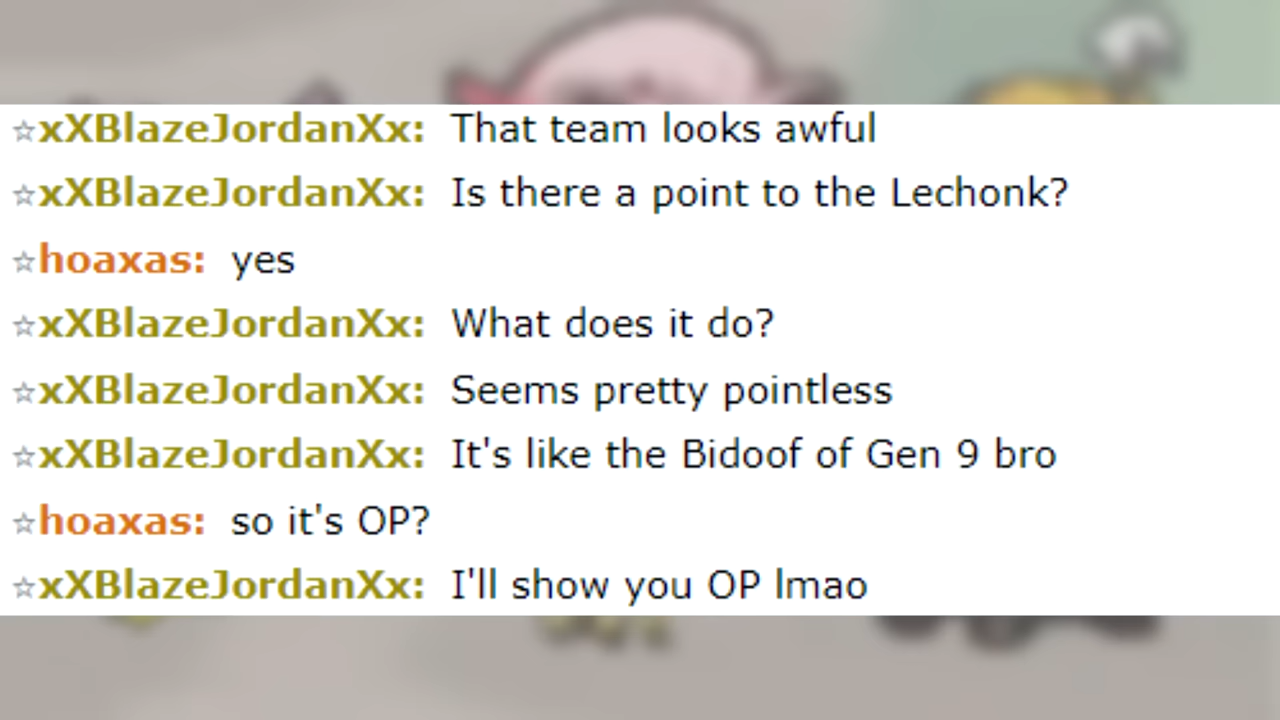 ☆xXBlazeJordanXx: That team looks awful
☆xXBlazeJordanXx: Is there a point to the Lechonk?
☆hoaxas: yes
☆xXBlazeJordanXx: What does it do?
☆xXBlazeJordanXx: Seems pretty pointless
☆xXBlazeJordanXx: It's like the Bidoof of Gen 9 bro
☆hoaxas: so it's OP?
☆xXBlazeJordanXx: I'll show you OP lmao